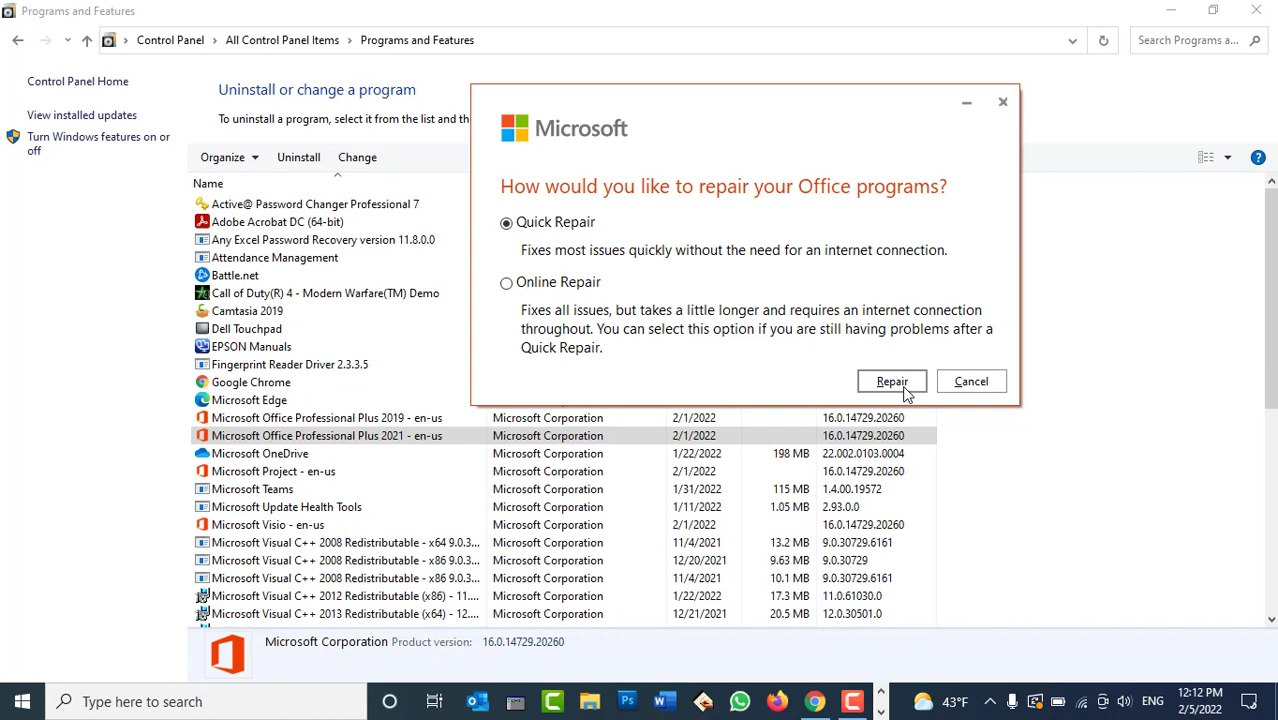 Programs and Features
Control Panel > All Control Panel Items > Programs and Features
Search Programs a...
Control Panel Home
View installed updates
Turn Windows features on or
off
Uninstall or change a program
To uninstall a program, select it from the list and the
Organize Uninstall Change
Name
Active@ Password Changer Professional 7
Adobe Acrobat DC (64-bit)
Any Excel Password Recovery version 11.8.0.0
Attendance Management
Battle.net
Call of Duty(R) 4 - Modern Warfare(TM) Demo
Camtasia 2019
Dell Touchpad
EPSON Manuals
Fingerprint Reader Driver 2.3.3.5
Google Chrome
Microsoft Edge
Microsoft Office Professional Plus 2019 - en-us Microsoft Corporation 2/1/2022 16.0.14729.20260
Microsoft Office Professional Plus 2021 - en-us Microsoft Corporation 2/1/2022 16.0.14729.20260
Microsoft OneDrive Microsoft Corporation 1/22/2022 198 MB 22.002.0103.0004
Microsoft Project - en-us Microsoft Corporation 2/1/2022 16.0.14729.20260
Microsoft Teams Microsoft Corporation 1/31/2022 115 MB 1.4.00.19572
Microsoft Update Health Tools Microsoft Corporation 1/11/2022 1.05 MB 2.93.0.0
Microsoft Visio - en-us Microsoft Corporation 2/1/2022 16.0.14729.20260
Microsoft Visual C++ 2008 Redistributable - x64 9.0.3... Microsoft Corporation 11/4/2021 13.2 MB 9.0.30729.6161
Microsoft Visual C++ 2008 Redistributable - x86 9.0.3... Microsoft Corporation 12/20/2021 9.63 MB 9.0.30729
Microsoft Visual C++ 2008 Redistributable - x86 9.0.3... Microsoft Corporation 11/4/2021 10.1 MB 9.0.30729.6161
Microsoft Visual C++ 2012 Redistributable (x86) - 11.... Microsoft Corporation 1/22/2022 17.3 MB 11.0.61030.0
Microsoft Visual C++ 2013 Redistributable (x64) - 12.... Microsoft Corporation 12/21/2021 20.5 MB 12.0.30501.0
Microsoft Corporation Product version: 16.0.14729.20260
Microsoft
How would you like to repair your Office programs?
Quick Repair
Fixes most issues quickly without the need for an internet connection.
Online Repair
Fixes all issues, but takes a little longer and requires an internet connection
throughout. You can select this option if you are still having problems after a
Quick Repair.
Repair Cancel
Type here to search
43°F
ENG
12:12 PM
2/5/2022